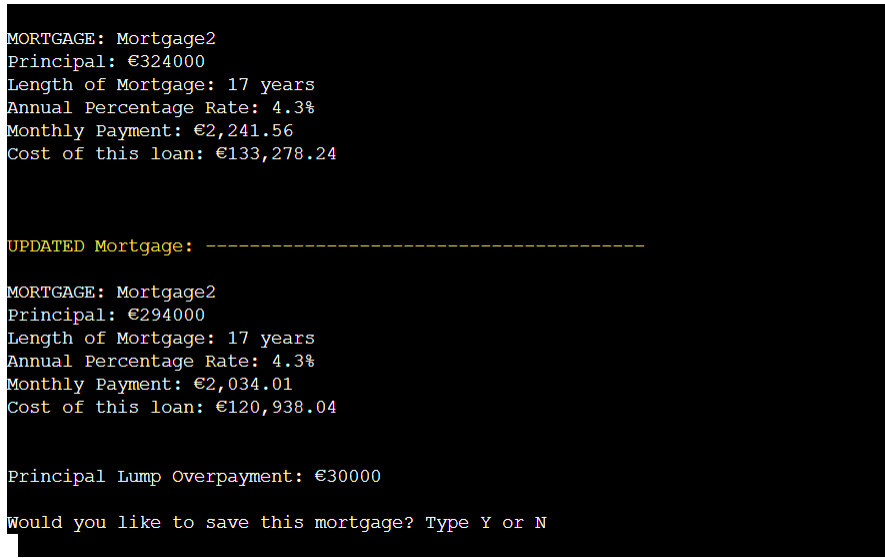 MORTGAGE: Mortgage2
Principal: €324000
Length of Mortgage: 17 years
Annual Percentage Rate: 4.3%
Monthly Payment: €2,241.56
Cost of this loan: €133,278.24
UPDATED Mortgage: ----------------------------------------
MORTGAGE: Mortgage2
Principal: €294000
Length of Mortgage: 17 years
Annual Percentage Rate: 4.3%
Monthly Payment: €2,034.01
Cost of this loan: €120,938.04
Principal Lump Overpayment: €30000
Would you like to save this mortgage? Type Y or N